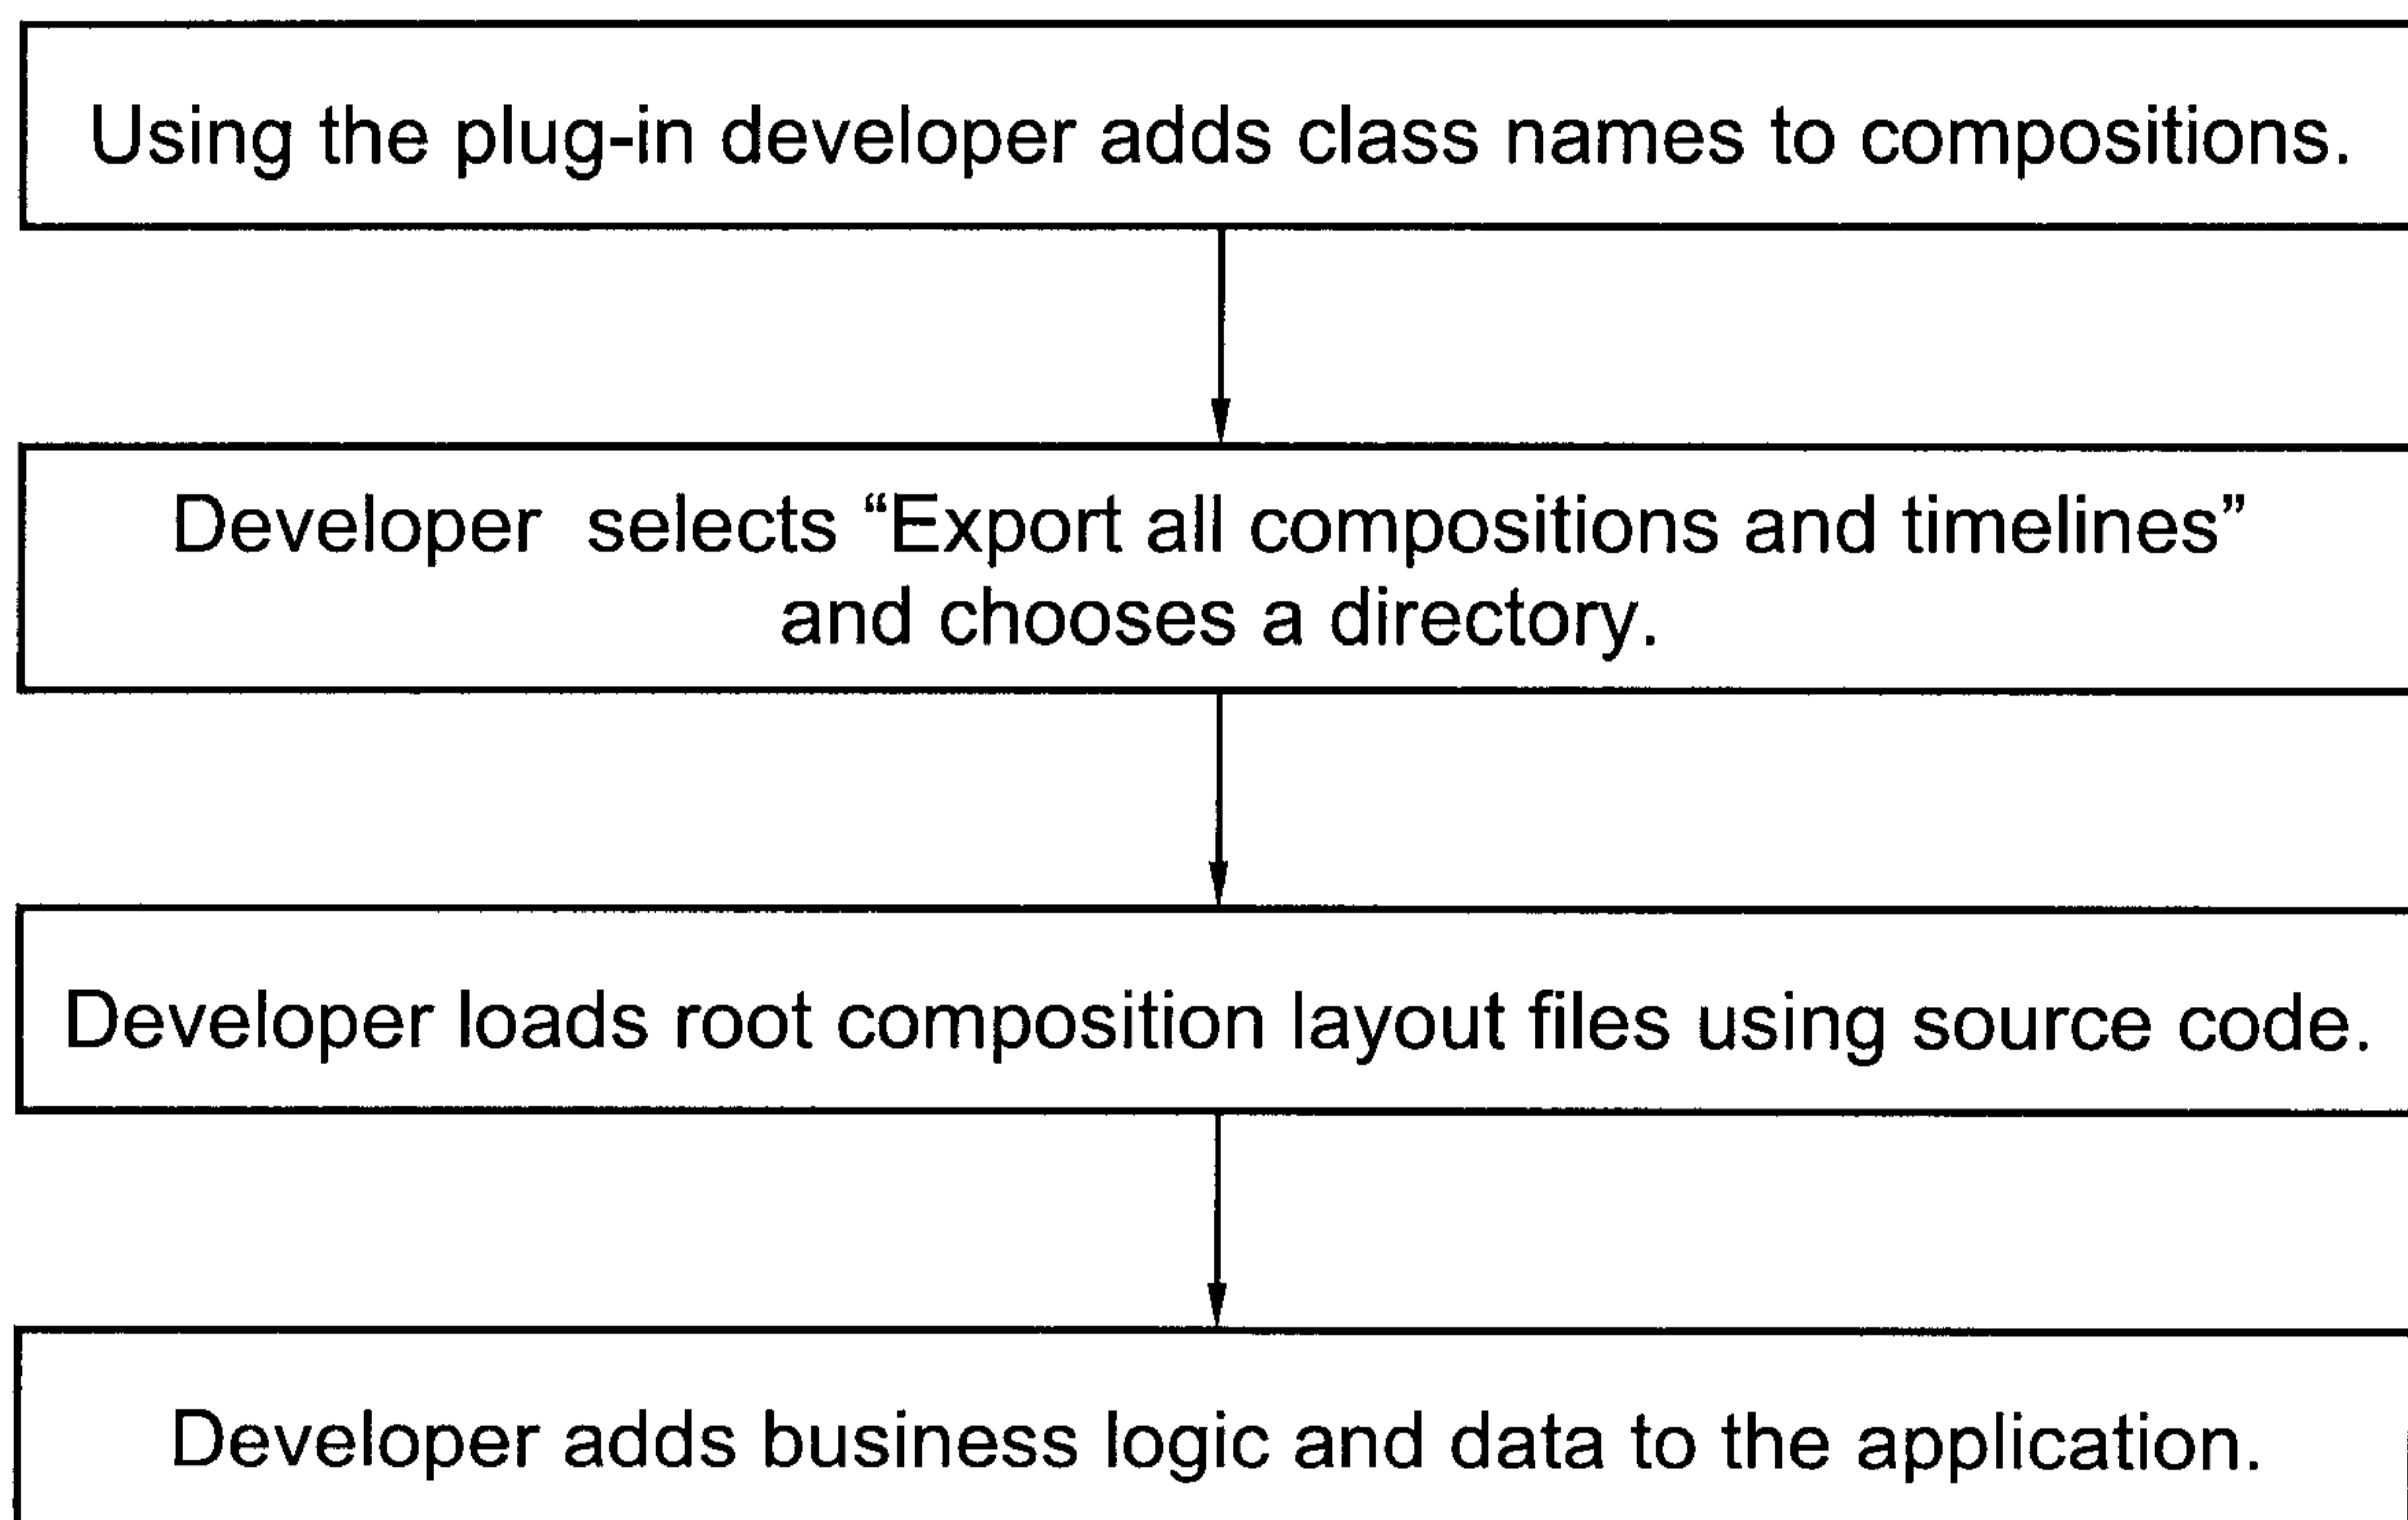 Using the plug-in developer adds class names to compositions.
Developer selects “Export all compositions and timelines”
and chooses a directory.
Developer loads root composition layout files using source code.
Developer adds business logic and data to the application.